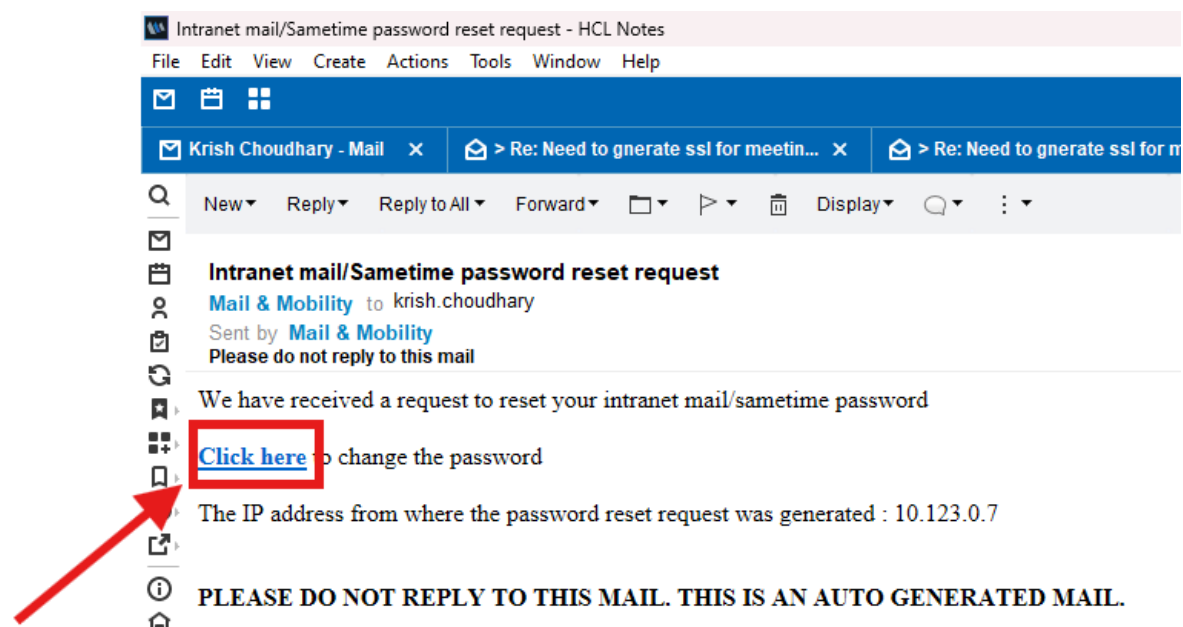 Intranet mail/Sametime password reset request - HCL Notes
File Edit View Create Actions Tools Window Help
Krish Choudhary - Mail × > Re: Need to gnerate ssl for meetin... × > Re: Need to gnerate ssl for m
New Reply Reply to All Forward Display
Intranet mail/Sametime password reset request
Mail & Mobility to krish.choudhary
Sent by Mail & Mobility
Please do not reply to this mail
We have received a request to reset your intranet mail/sametime password
Click here to change the password
The IP address from where the password reset request was generated : 10.123.0.7
PLEASE DO NOT REPLY TO THIS MAIL. THIS IS AN AUTO GENERATED MAIL.